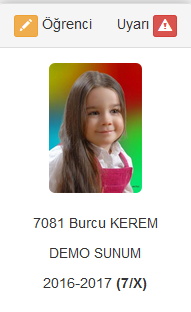 Öğrenci Uyarı
7081 Burcu KEREM
DEMO SUNUM
2016-2017 (7/X)